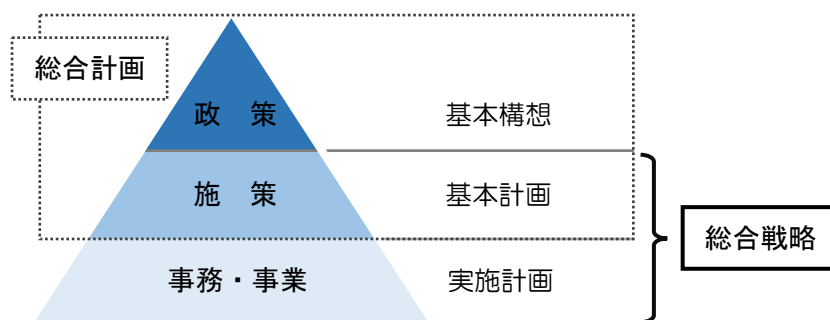 総合計画
政　策
基本構想
施　策
基本計画
総合戦略
事務・事業
実施計画